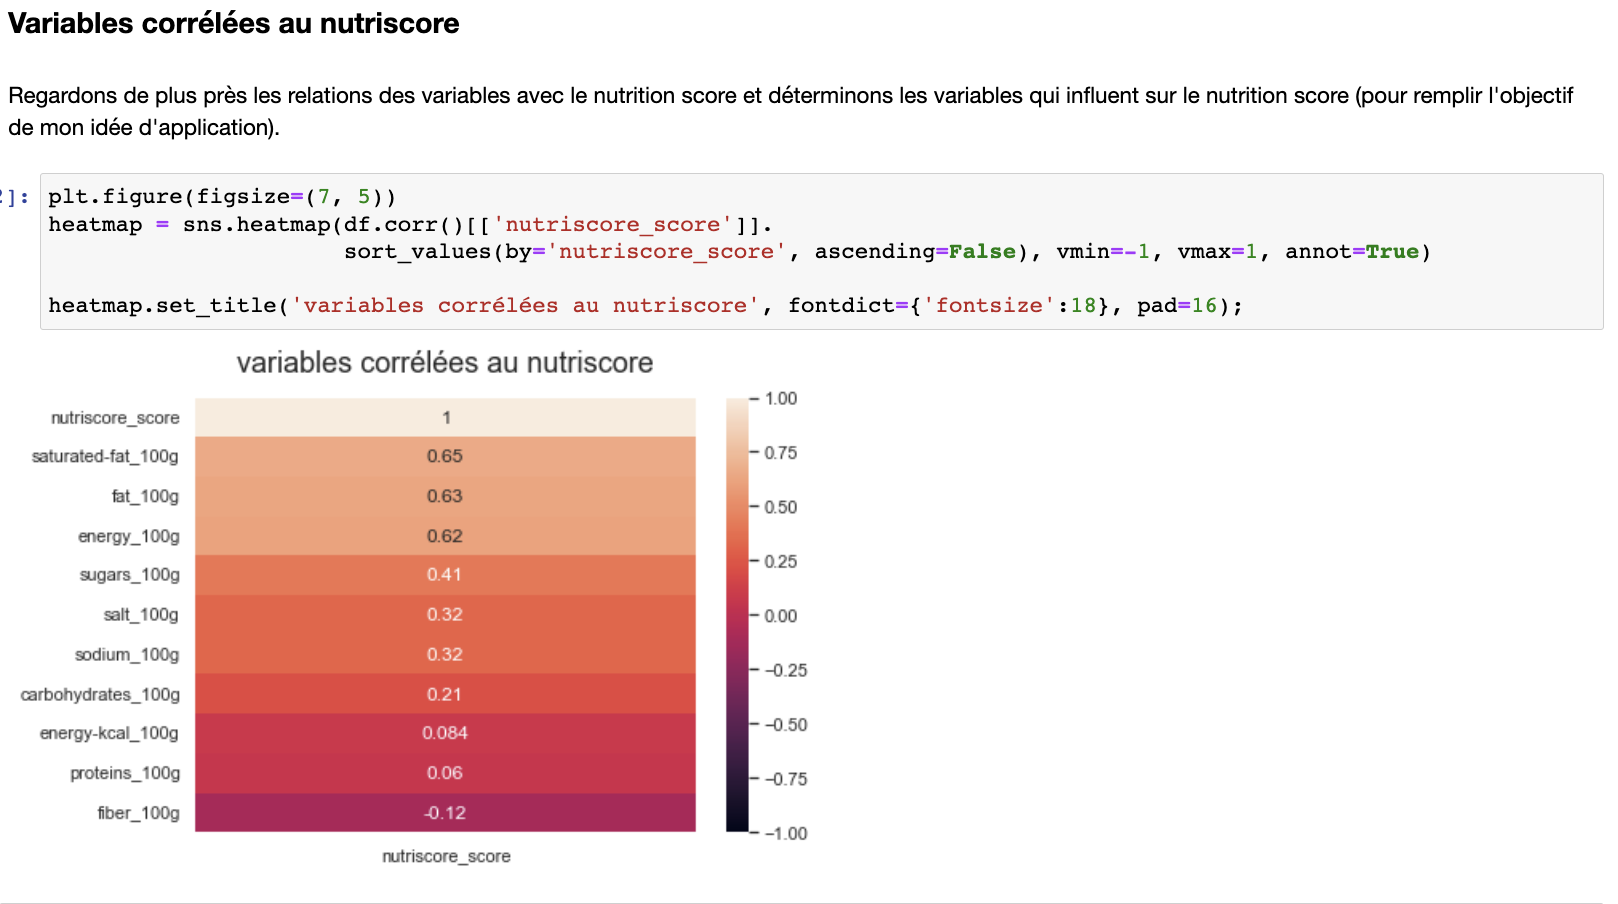 Variables corrélées au nutriscore
Regardons de plus près les relations des variables avec le nutrition score et déterminons les variables qui influent sur le nutrition score (pour remplir l'objectif
de mon idée d'application).
]: plt.figure(figsize=(7, 5))
heatmap = sns.heatmap(df.corr()[['nutriscore_score']].
sort_values(by='nutriscore_score', ascending=False), vmin=-1, vmax=1, annot=True)
heatmap.set_title('variables corrélées au nutriscore', fontdict={'fontsize':18}, pad=16);
variables corrélées au nutriscore
nutriscore_score 1
saturated-fat_100g 0.65
fat_100g 0.63
energy_100g 0.62
sugars_100g 0.41
salt_100g 0.32
sodium_100g 0.32
carbohydrates_100g 0.21
energy-kcal_100g 0.084
proteins_100g 0.06
fiber_100g -0.12
nutriscore_score
1.00
0.75
0.50
0.25
0.00
−0.25
−0.50
−0.75
−1.00